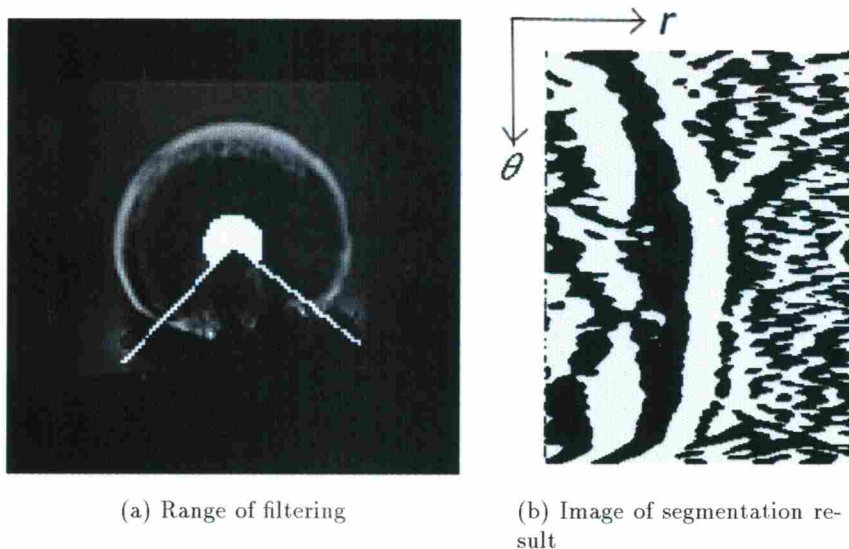 r
θ
(a) Range of filtering
(b) Image of segmentation re-
sult